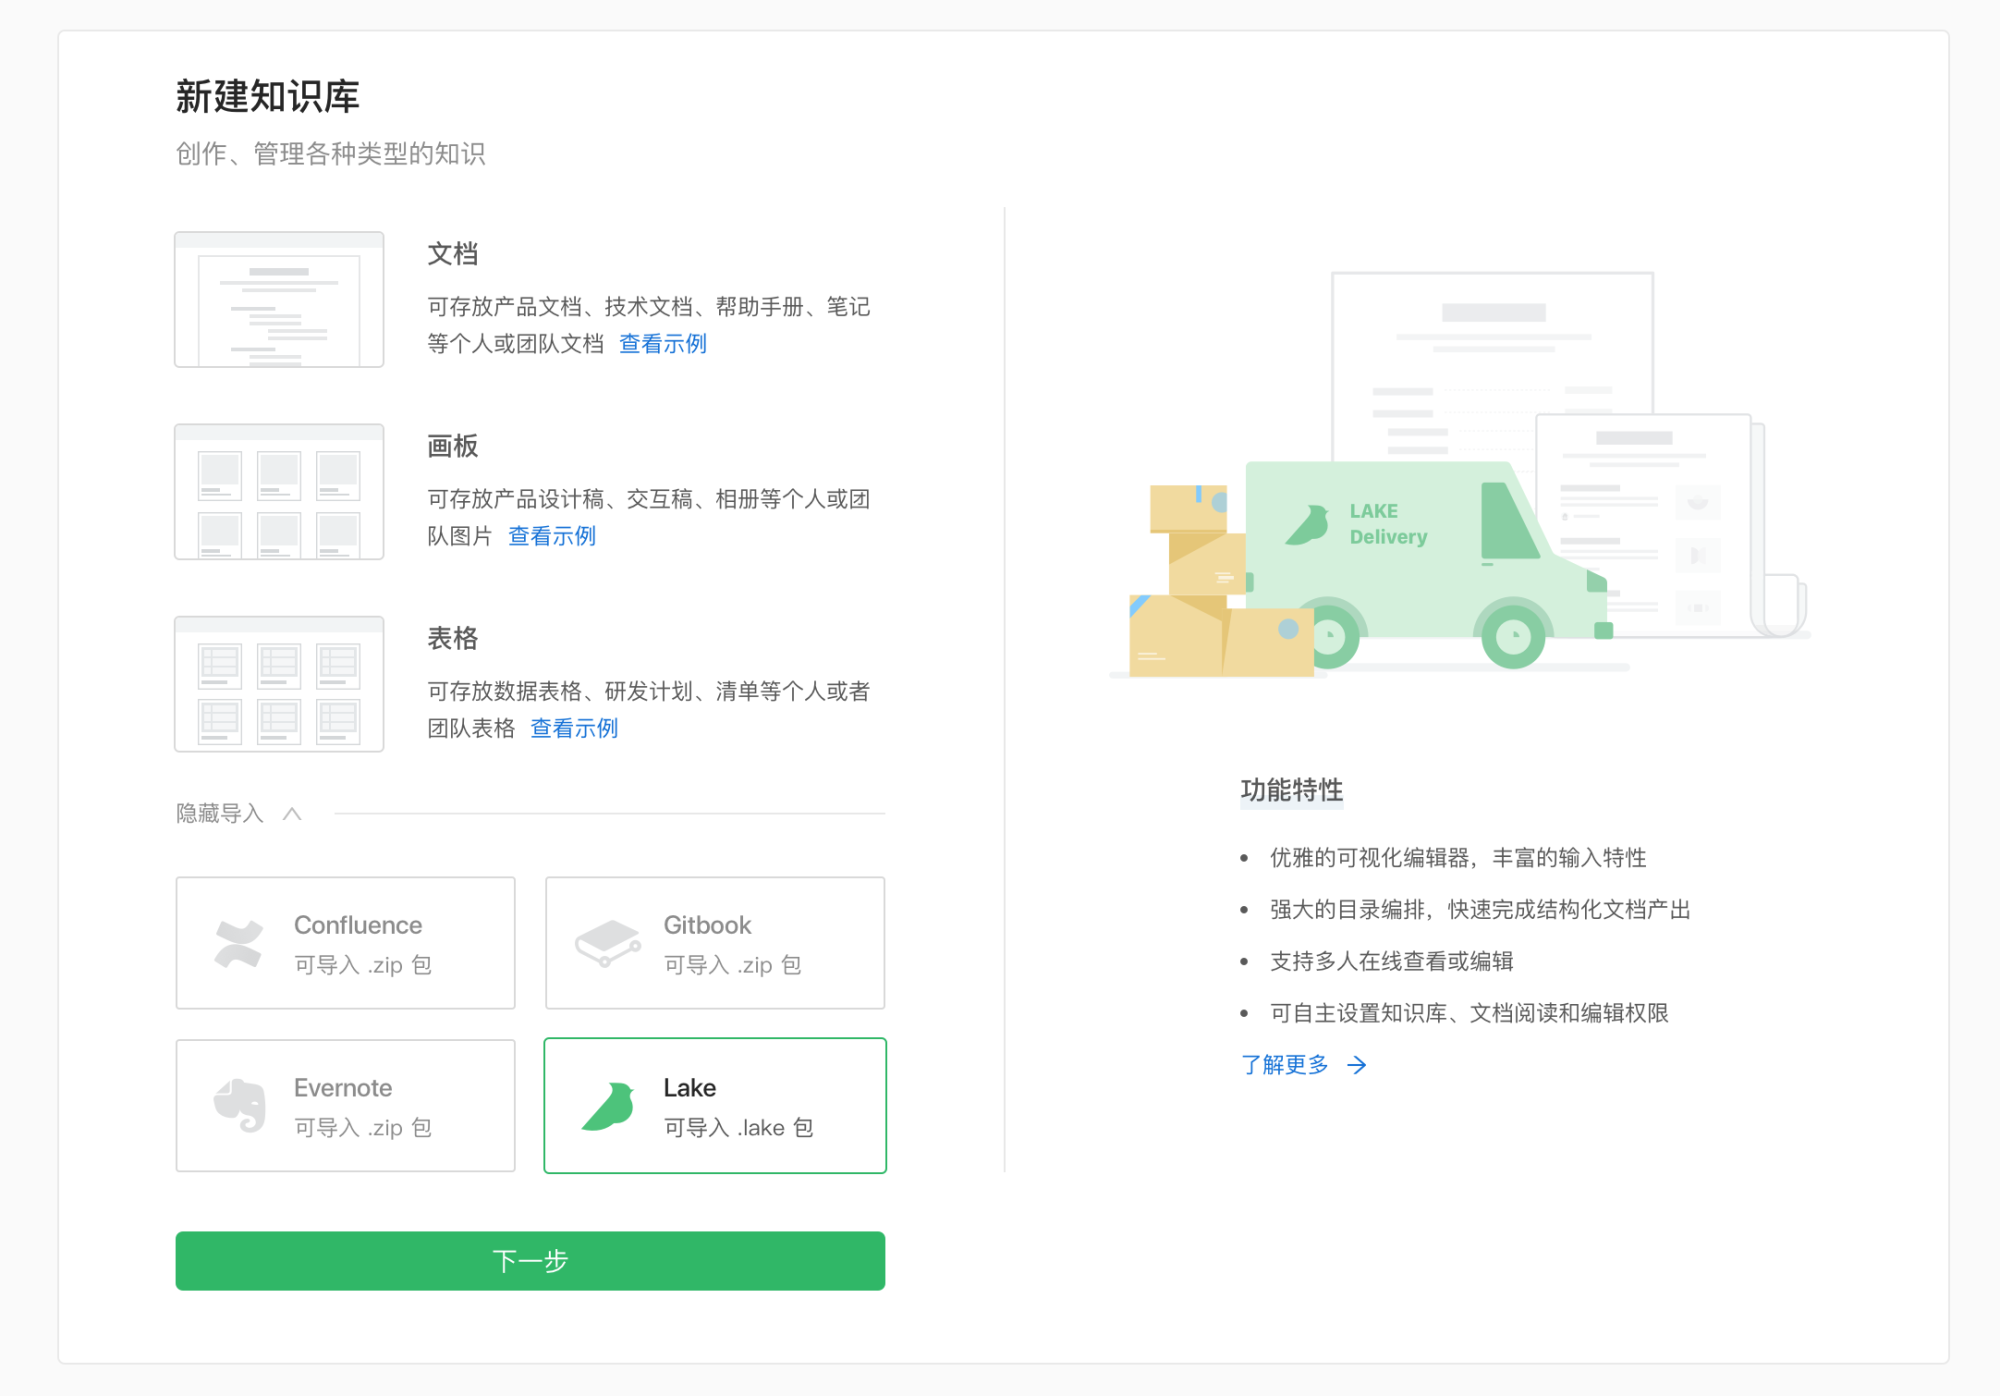 新建知识库
创作、管理各种类型的知识
文档
可存放产品文档、技术文档、帮助手册、笔记
等个人或团队文档 查看示例
画板
可存放产品设计稿、交互稿、相册等个人或团
队图片 查看示例
表格
可存放数据表格、研发计划、清单等个人或者
团队表格 查看示例
隐藏导入
Confluence
可导入 .zip 包
Gitbook
可导入 .zip 包
Evernote
可导入 .zip 包
Lake
可导入 .lake 包
下一步
LAKE
Delivery
功能特性
• 优雅的可视化编辑器，丰富的输入特性
• 强大的目录编排，快速完成结构化文档产出
• 支持多人在线查看或编辑
• 可自主设置知识库、文档阅读和编辑权限
了解更多 →